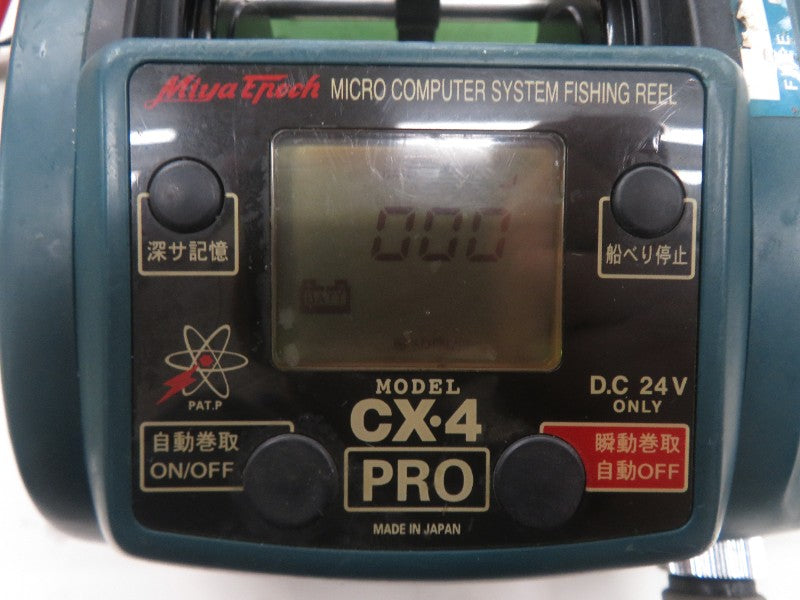 Miya Epoch MICRO COMPUTER SYSTEM FISHING REEL
深サ記憶
000
船べり停止
BATT
PAT.P
MODEL
CX·4
PRO
D.C 24V
ONLY
自動巻取
ON/OFF
瞬動巻取
自動OFF
MADE IN JAPAN